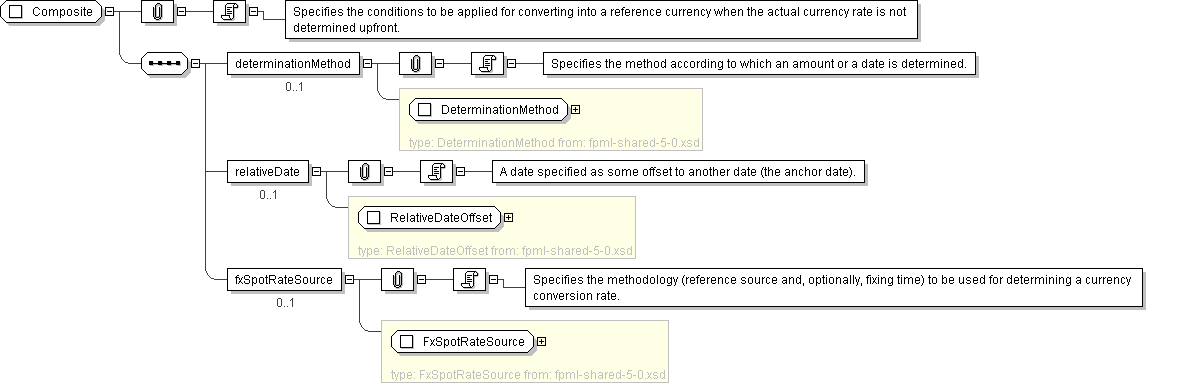 Composite
Specifies the conditions to be applied for converting into a reference currency when the actual currency rate is not
determined upfront.
determinationMethod
Specifies the method according to which an amount or a date is determined.
0..1
DeterminationMethod
type: DeterminationMethod from: fpml-shared-5-0.xsd
relativeDate
A date specified as some offset to another date (the anchor date).
0..1
RelativeDateOffset
type: RelativeDateOffset from: fpml-shared-5-0.xsd
fxSpotRateSource
Specifies the methodology (reference source and, optionally, fixing time) to be used for determining a currency
conversion rate.
0..1
FxSpotRateSource
type: FxSpotRateSource from: fpml-shared-5-0.xsd